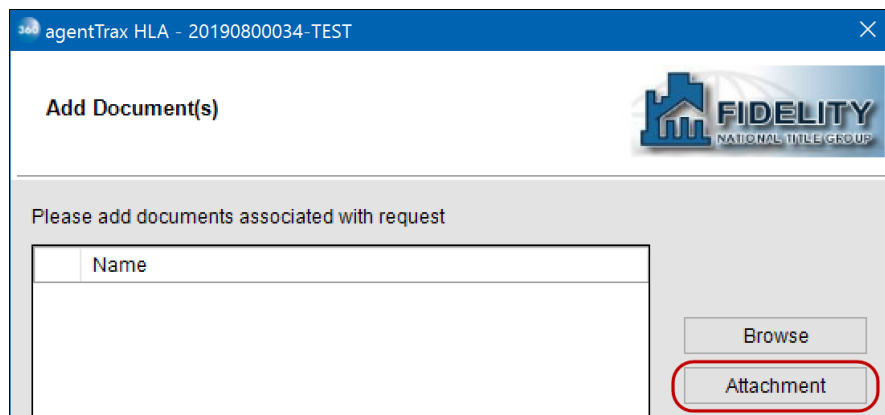 360 agentTrax HLA - 20190800034-TEST
Add Document(s)
FIDELITY
NATIONAL TITLE GROUP
Please add documents associated with request
Name
Browse
Attachment